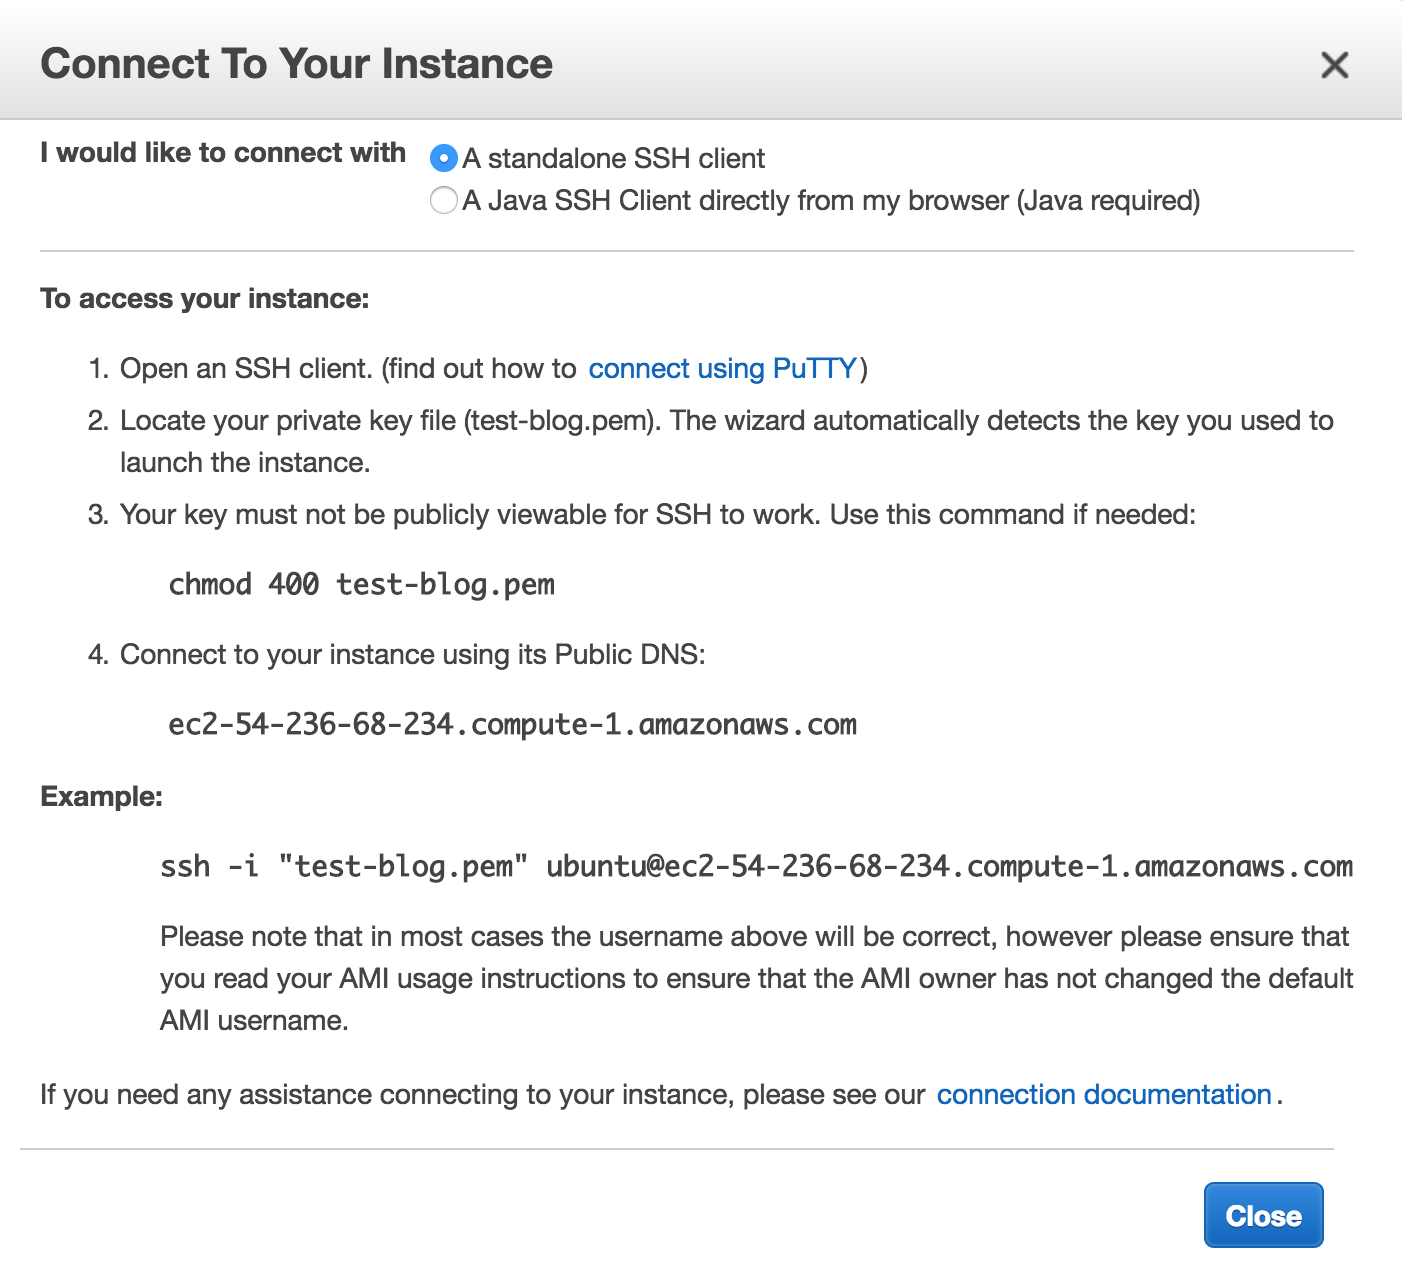 Connect To Your Instance
I would like to connect with
A standalone SSH client
A Java SSH Client directly from my browser (Java required)
To access your instance:
1. Open an SSH client. (find out how to connect using PuTTY)
2. Locate your private key file (test-blog.pem). The wizard automatically detects the key you used to
launch the instance.
3. Your key must not be publicly viewable for SSH to work. Use this command if needed:
chmod 400 test-blog.pem
4. Connect to your instance using its Public DNS:
ec2-54-236-68-234.compute-1.amazonaws.com
Example:
ssh -i "test-blog.pem" ubuntu@ec2-54-236-68-234.compute-1.amazonaws.com
Please note that in most cases the username above will be correct, however please ensure that
you read your AMI usage instructions to ensure that the AMI owner has not changed the default
AMI username.
If you need any assistance connecting to your instance, please see our connection documentation.
Close